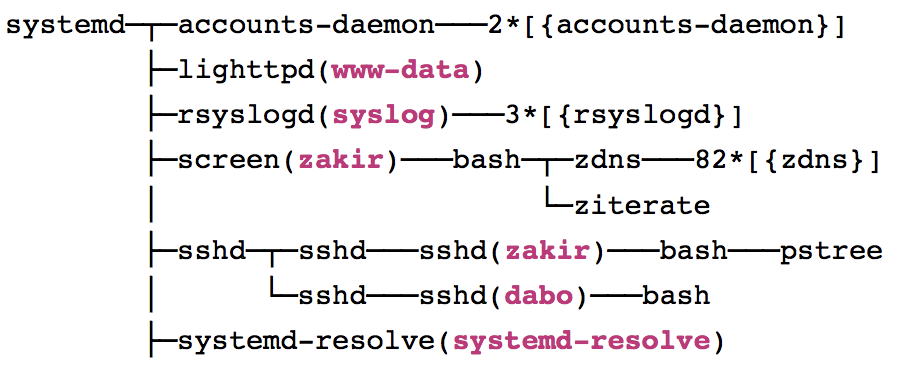 systemd─┬─accounts-daemon───2*[{accounts-daemon}]
        ├─lighttpd(www-data)
        ├─rsyslogd(syslog)───3*[{rsyslogd}]
        ├─screen(zakir)───bash─┬─zdns───82*[{zdns}]
        │                      └─ziterate
        ├─sshd─┬─sshd───sshd(zakir)───bash───pstree
        │      └─sshd───sshd(dabo)───bash
        ├─systemd-resolve(systemd-resolve)